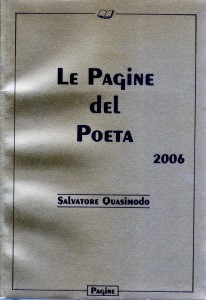 Le Pagine
del
Poeta
2006
Salvatore Quasimodo
Pagine